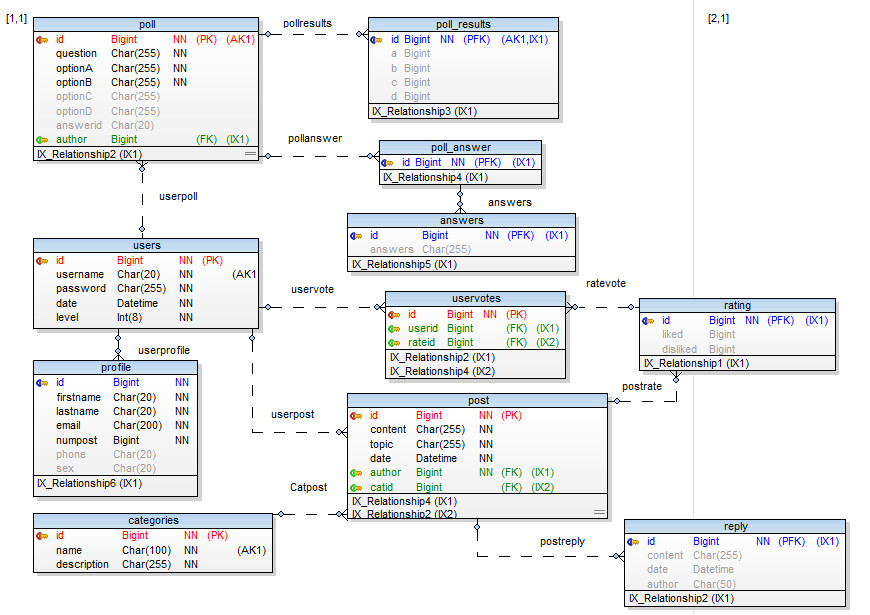 [1,1]
[2,1]
poll
id Bigint NN (PK) (AK1)
question Char(255) NN
optionA Char(255) NN
optionB Char(255) NN
optionC Char(255)
optionD Char(255)
answerid Char(20)
author Bigint (FK) (IX1)
IX_Relationship2 (IX1)
pollresults
poll_results
id Bigint NN (PFK) (AK1,IX1)
a Bigint
b Bigint
c Bigint
d Bigint
IX_Relationship3 (IX1)
pollanswer
poll_answer
id Bigint NN (PFK) (IX1)
IX_Relationship4 (IX1)
userpoll
answers
answers
id Bigint NN (PFK) (IX1)
answers Char(255)
IX_Relationship5 (IX1)
users
id Bigint NN (PK)
username Char(20) NN (AK1
password Char(255) NN
date Datetime NN
level Int(8) NN
uservote
uservotes
id Bigint NN (PK)
userid Bigint (FK) (IX1)
rateid Bigint (FK) (IX2)
IX_Relationship2 (IX1)
IX_Relationship4 (IX2)
ratevote
rating
id Bigint NN (PFK) (IX1)
liked Bigint
disliked Bigint
IX_Relationship1 (IX1)
userprofile
profile
id Bigint NN
firstname Char(20) NN
lastname Char(20) NN
email Char(200) NN
numpost Bigint NN
phone Char(20)
sex Char(20)
IX_Relationship6 (IX1)
userpost
postrate
post
id Bigint NN (PK)
content Char(255) NN
topic Char(255) NN
date Datetime NN
author Bigint NN (FK) (IX1)
catid Bigint (FK) (IX2)
IX_Relationship4 (IX1)
IX_Relationship2 (IX2)
Catpost
categories
id Bigint NN (PK)
name Char(100) NN (AK1)
description Char(255) NN
postreply
reply
id Bigint NN (PFK) (IX1)
content Char(255)
date Datetime
author Char(50)
IX_Relationship2 (IX1)